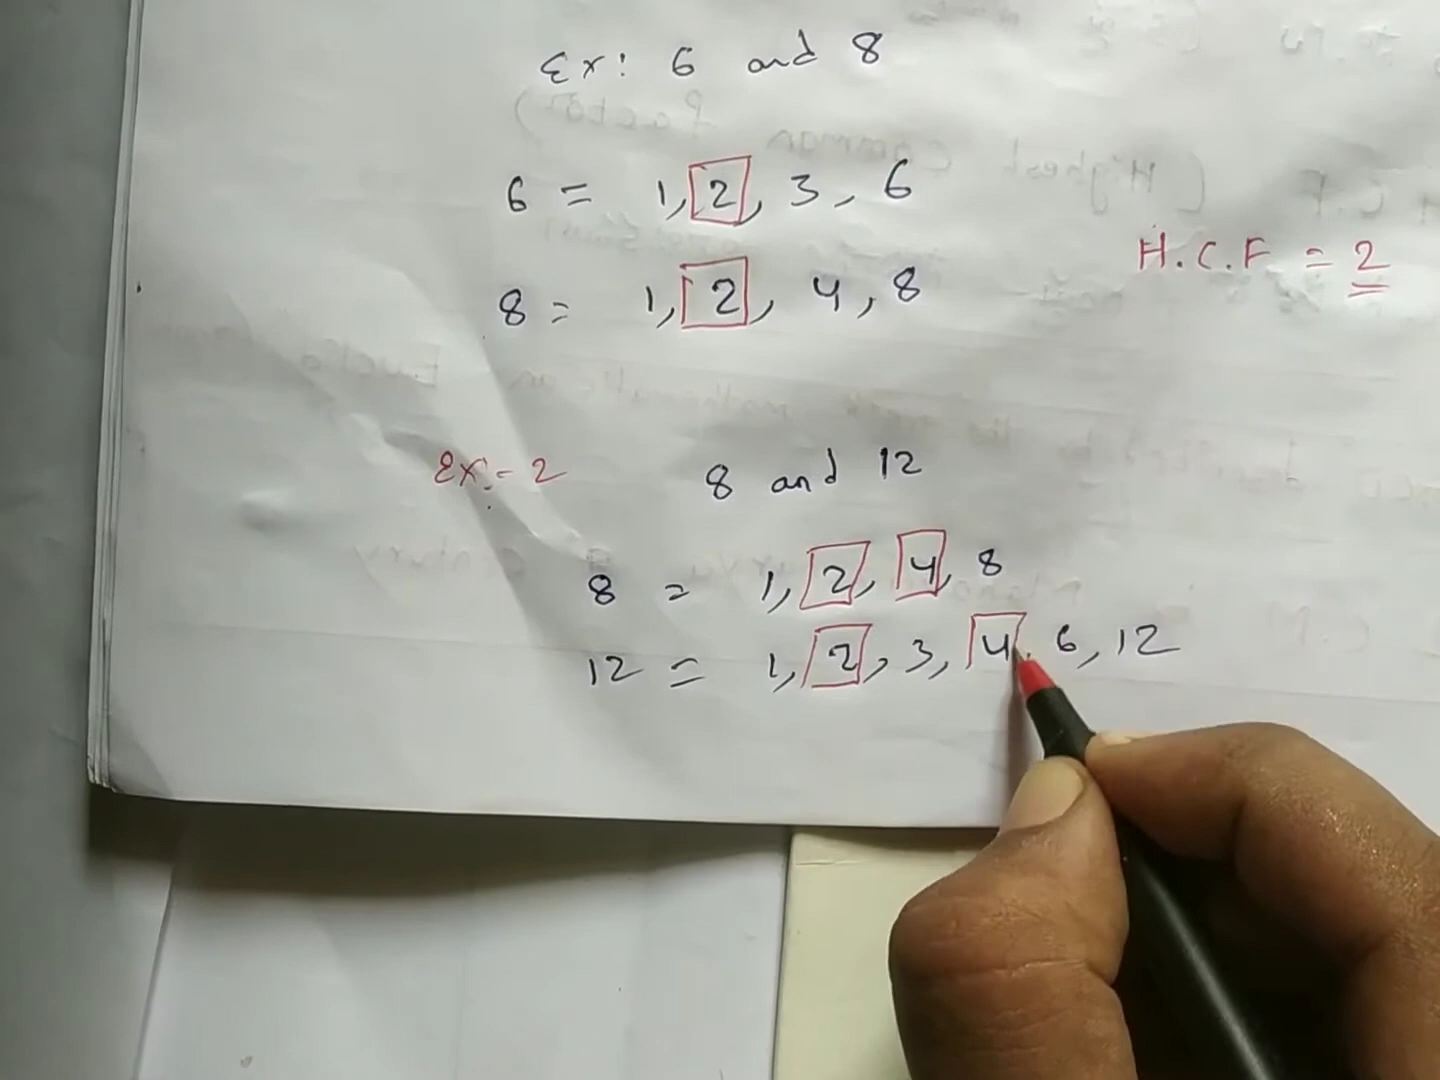 Ex: 6 and 8
6 = 1, 2, 3, 6
8 = 1, 2, 4, 8
H.C.F = 2
Ex:- 2 8 and 12
8 = 1, 2, 4, 8
12 = 1, 2, 3, 4, 6, 12